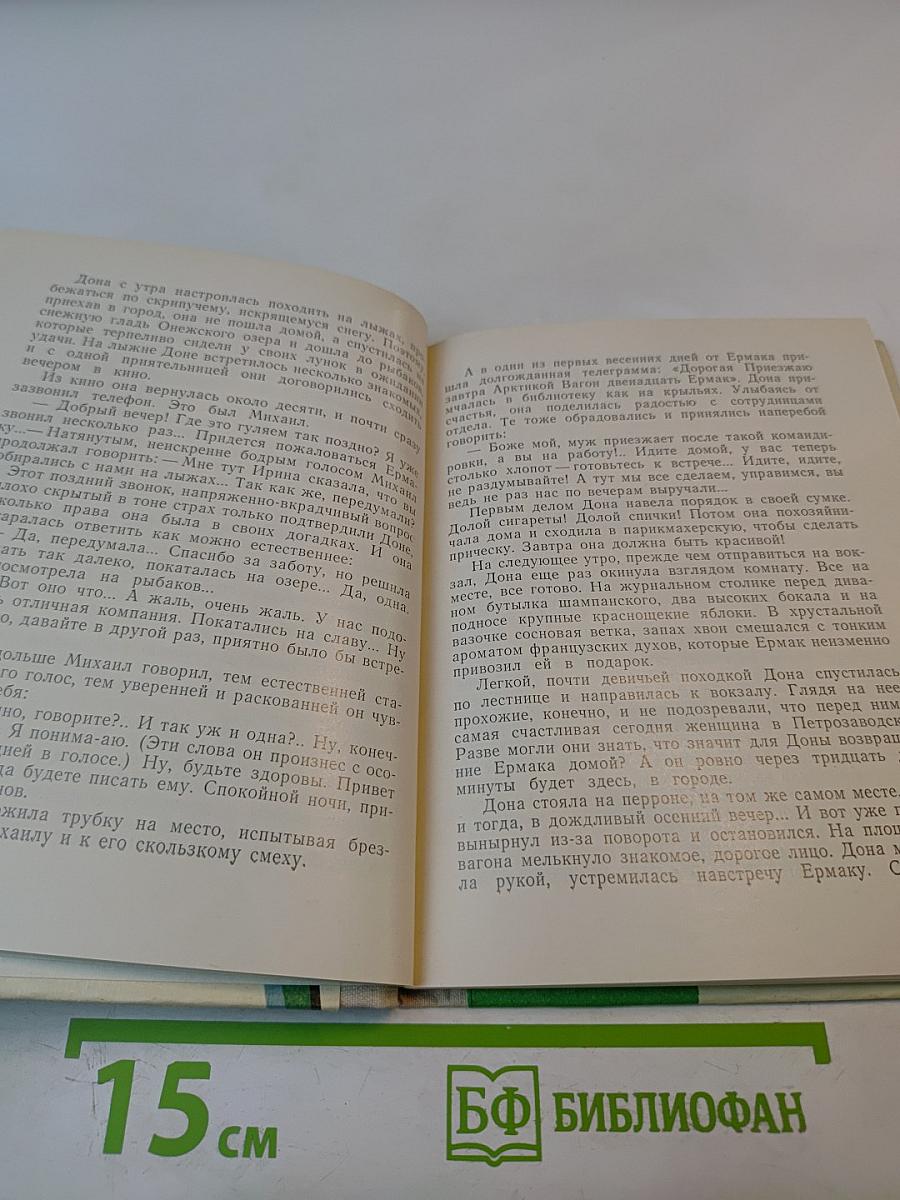 Дона с утра настроилась походить на лыжах, про-
бежаться по скрипучему, искрящемуся снегу. Поэтому,
приехав в город, она не пошла домой, а спустилась на
снежную гладь Онежского озера и дошла до рыбаков,
которые терпеливо сидели у своих лунок в ожидании
удачи. На лыжне Доне встретилось несколько знакомых,
и с одной приятельницей они договорились сходить
вечером в кино.
Из кино она вернулась около десяти, и почти сразу
зазвонил телефон. Это был Михаил.
— Добрый вечер! Где это гуляем так поздно? Я уже
звонил несколько раз... Придется пожаловаться Ерма-
ку...— Натянутым, неискренне бодрым голосом Михаил
продолжал говорить: — Мне тут Ирина сказала, что вы
собирались с нами на лыжах... Так как же, передумали?
Этот поздний звонок, напряженно-вкрадчивый вопрос
плохо скрытый в тоне страх только подтвердили Доне,
сколько права она была в своих догадках. И она
старалась ответить как можно естественнее:
— Да, передумала... Спасибо за заботу, но решила
так далеко, покаталась на озере... Да, одна.
посмотрела на рыбаков...
Вот оно что... А жаль, очень жаль. У нас подо-
отличная компания. Покатались на славу... Ну
давайте в другой раз, приятно было бы встре-
дольше Михаил говорил, тем естественней ста-
его голос, тем уверенней и раскованней он чув-
себя:
говорите?.. И так уж и одна?.. Ну, конеч-
Я понима-аю. (Эти слова он произнес с осо-
в голосе.) Ну, будьте здоровы. Привет
будете писать ему. Спокойной ночи, при-
трубку на место, испытывая брез-
Михаилу и к его скользкому смеху.
А в один из первых весенних дней от Ермака при-
шла долгожданная телеграмма: «Дорогая Приезжаю
завтра Арктикой Вагон двенадцать Ермак». Дона при-
мчалась в библиотеку как на крыльях. Улыбаясь от
счастья, она поделилась радостью с сотрудницами
отдела. Те тоже обрадовались и принялись наперебой
говорить:
— Боже мой, муж приезжает после такой команди-
ровки, а вы на работу!.. Идите домой, у вас теперь
столько хлопот — готовьтесь к встрече... Идите, идите,
не раздумывайте! А тут мы все сделаем, управимся, вы
ведь не раз нас по вечерам выручали...
Первым делом Дона навела порядок в своей сумке.
Долой сигареты! Долой спички! Потом она похозяйни-
чала дома и сходила в парикмахерскую, чтобы сделать
прическу. Завтра она должна быть красивой!
На следующее утро, прежде чем отправиться на вок-
зал, Дона еще раз окинула взглядом комнату. Все на
месте, все готово. На журнальном столике перед дива-
ном бутылка шампанского, два высоких бокала и на
подносе крупные краснощекие яблоки. В хрустальной
вазочке сосновая ветка, запах хвои смешался с тонким
ароматом французских духов, которые Ермак неизменно
привозил ей в подарок.
Легкой, почти девичьей походкой Дона спустилась
по лестнице и направилась к вокзалу. Глядя на нее
прохожие, конечно, и не подозревали, что перед ним
самая счастливая сегодня женщина в Петрозаводск
Разве могли они знать, что значит для Доны возвращ
ние Ермака домой? А он ровно через тридцать
минуты будет здесь, в городе.
Дона стояла на перроне, на том же самом месте,
и тогда, в дождливый осенний вечер... И вот уже п
вынырнул из-за поворота и остановился. На площ
вагона мелькнуло знакомое, дорогое лицо. Дона м
ла рукой, устремилась навстречу Ермаку. С
15 см
БФ БИБЛИОФАН